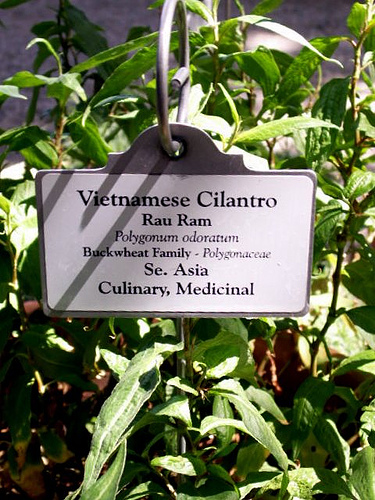 Vietnamese Cilantro
Rau Ram
Polygonum odoratum
Buckwheat Family - Polygonaceae
Se. Asia
Culinary, Medicinal